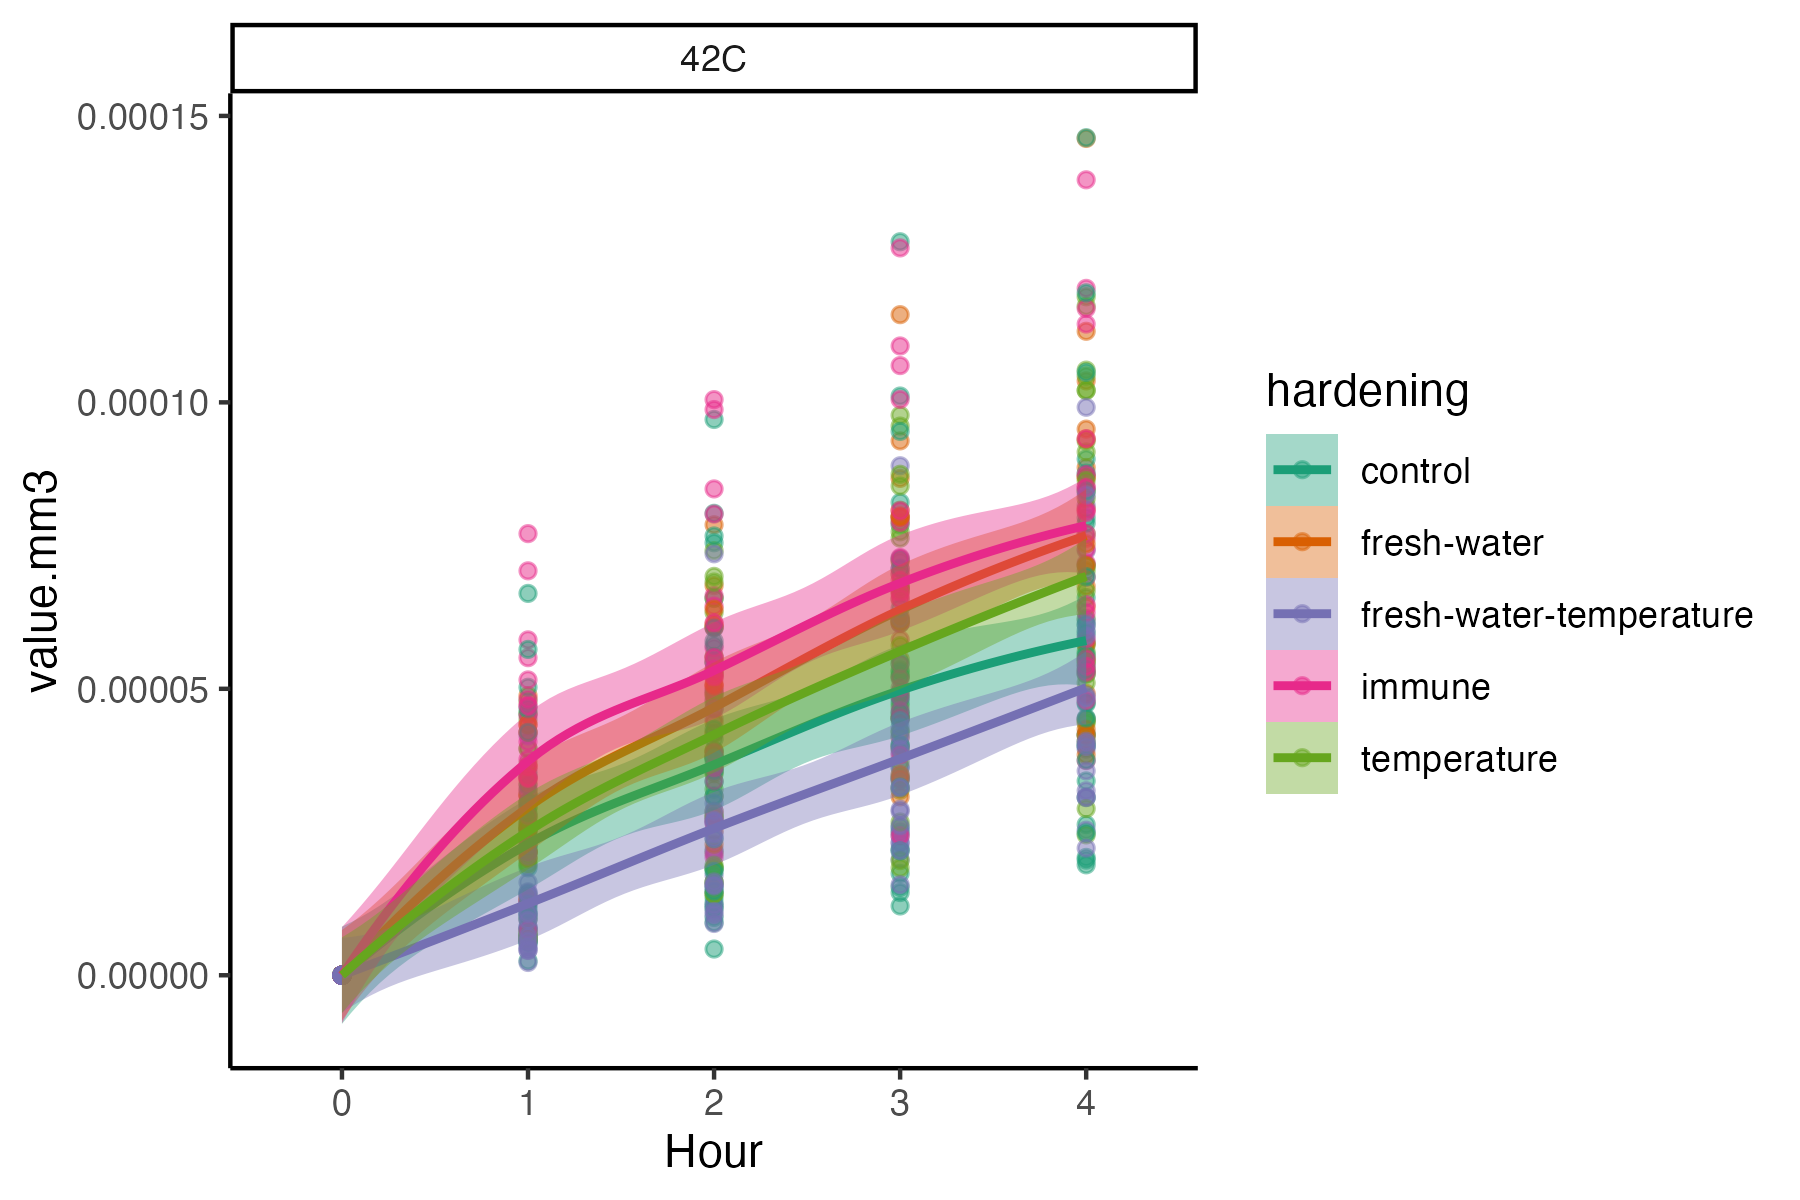 42C
0.00015
0.00010
0.00005
0.00000
value.mm3
0 1 2 3 4
Hour
hardening
control
fresh-water
fresh-water-temperature
immune
temperature